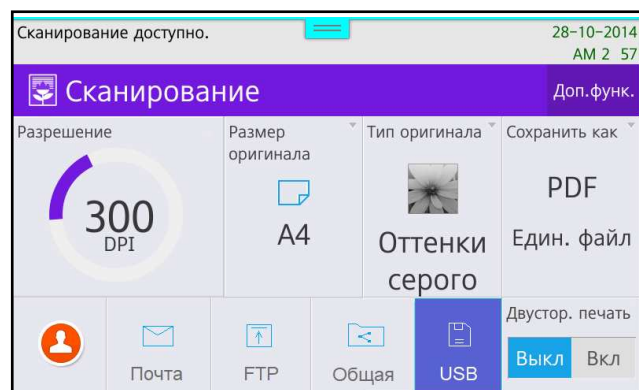 Сканирование доступно.
28-10-2014
AM 2 57
Сканирование
Доп.функ.
Разрешение
300
DPI
Размер
оригинала
A4
Тип оригинала
Оттенки
серого
Сохранить как
PDF
Един. файл
Почта
FTP
Общая
USB
Двустор. печать
Выкл
Вкл